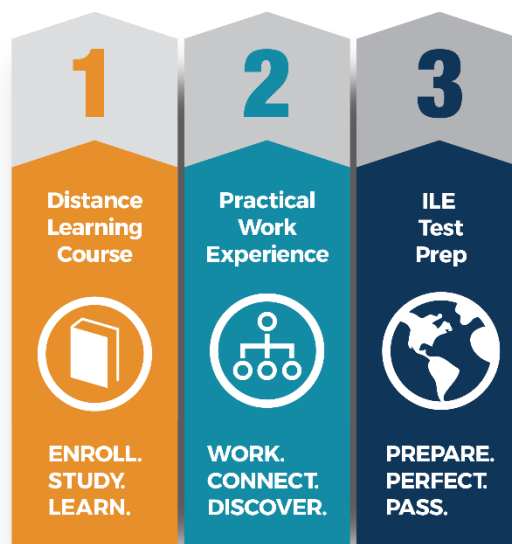 1
Distance
Learning
Course
ENROLL.
STUDY.
LEARN.
2
Practical
Work
Experience
WORK.
CONNECT.
DISCOVER.
3
ILE
Test
Prep
PREPARE.
PERFECT.
PASS.